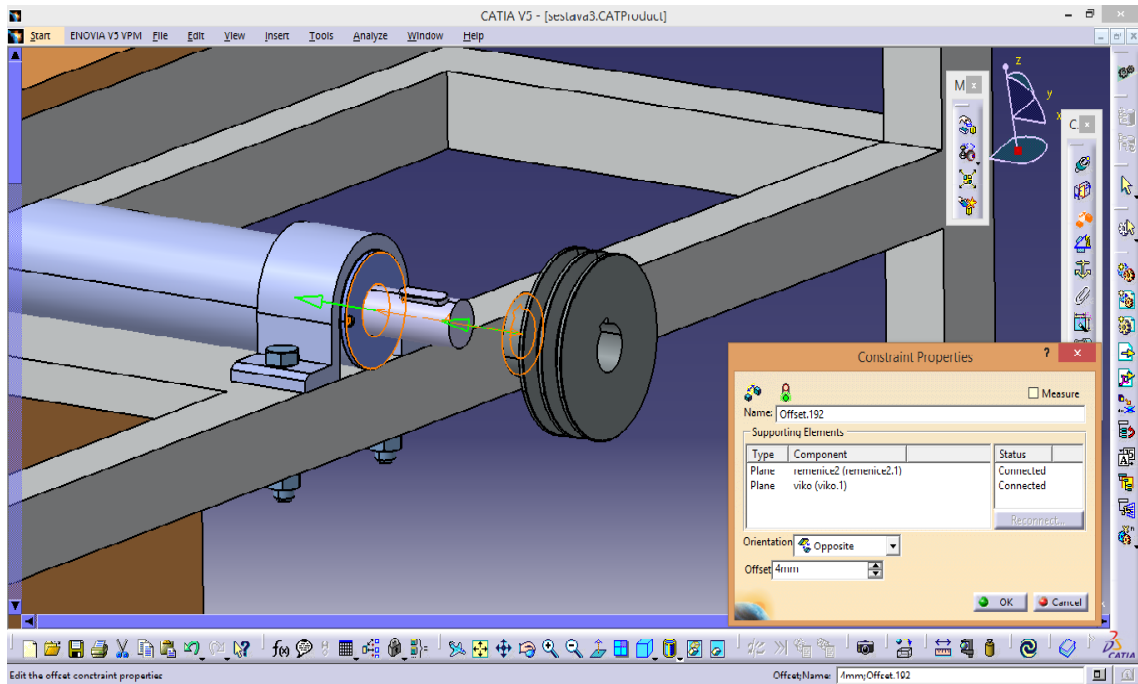 CATIA V5 - [sestava3.CATProduct]
Start ENOVIA V5 VPM File Edit View Insert Tools Analyze Window Help
M
z
y
x
C
Constraint Properties
Measure
Name: Offset.192
Supporting Elements
Type Component Status
Plane remenice2 (remenice2.1) Connected
Plane viko (viko.1) Connected
Reconnect...
Orientation Opposite
Offset 4mm
OK Cancel
f(x)
CATIA
Edit the offset constraint properties Offset;Name: 4mm;Offset.192